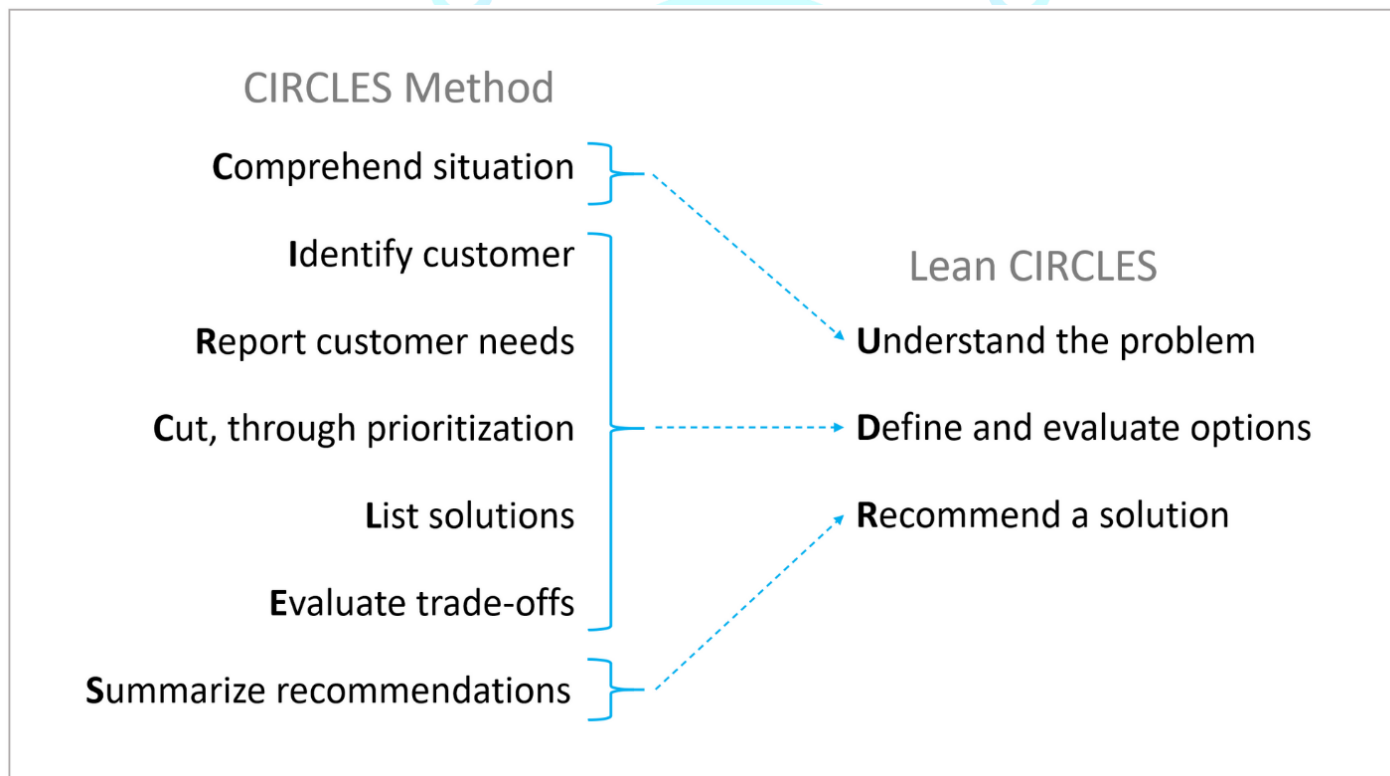 CIRCLES Method
Comprehend situation
Identify customer
Report customer needs
Cut, through prioritization
List solutions
Evaluate trade-offs
Summarize recommendations
Lean CIRCLES
Understand the problem
Define and evaluate options
Recommend a solution